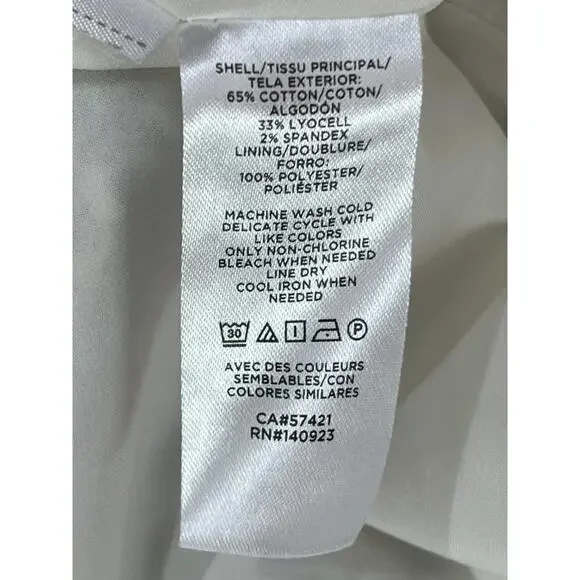 SHELL/TISSU PRINCIPAL/
TELA EXTERIOR:
65% COTTON/COTON/
ALGODÓN
33% LYOCELL
2% SPANDEX
LINING/DOUBLURE/
FORRO:
100% POLYESTER/
POLIÉSTER
MACHINE WASH COLD
DELICATE CYCLE WITH
LIKE COLORS
ONLY NON-CHLORINE
BLEACH WHEN NEEDED
LINE DRY
COOL IRON WHEN
NEEDED
30 P
AVEC DES COULEURS
SEMBLABLES/CON
COLORES SIMILARES
CA#57421
RN#140923